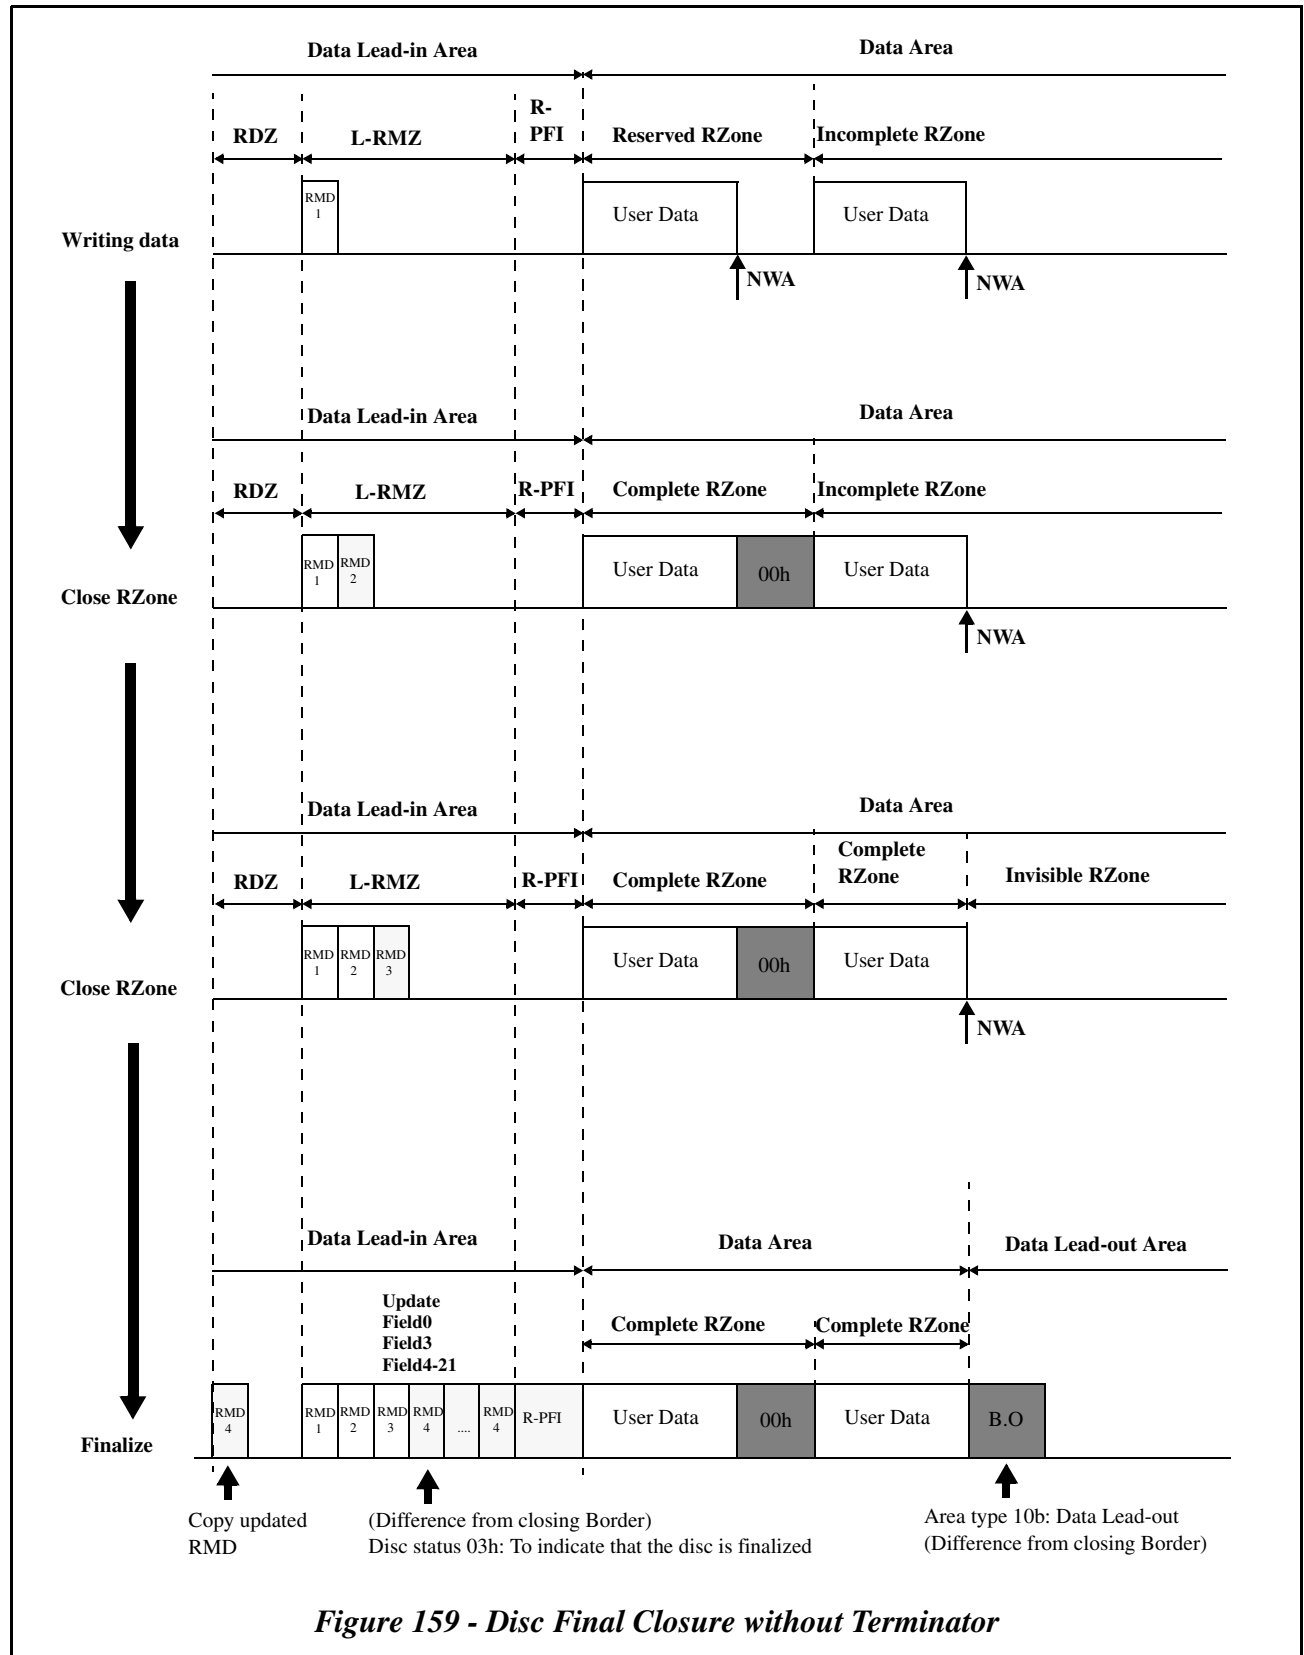 Data Lead-in Area Data Area
R-
PFI
RDZ L-RMZ Reserved RZone Incomplete RZone
RMD
1
User Data User Data
Writing data
NWA NWA
Data Lead-in Area Data Area
RDZ L-RMZ R-PFI Complete RZone Incomplete RZone
RMD RMD
1 2
User Data 00h User Data
Close RZone
NWA
Data Lead-in Area Data Area
Complete
RZone
RDZ L-RMZ R-PFI Complete RZone Invisible RZone
RMD RMD RMD
1 2 3
User Data 00h User Data
Close RZone
NWA
Data Lead-in Area Data Area Data Lead-out Area
Update
Field0
Field3
Field4-21
Complete RZone Complete RZone
RMD RMD RMD RMD RMD RMD
4 1 2 3 4 .... 4
R-PFI User Data 00h User Data B.O
Finalize
Copy updated
RMD
(Difference from closing Border)
Disc status 03h: To indicate that the disc is finalized
Area type 10b: Data Lead-out
(Difference from closing Border)
Figure 159 - Disc Final Closure without Terminator